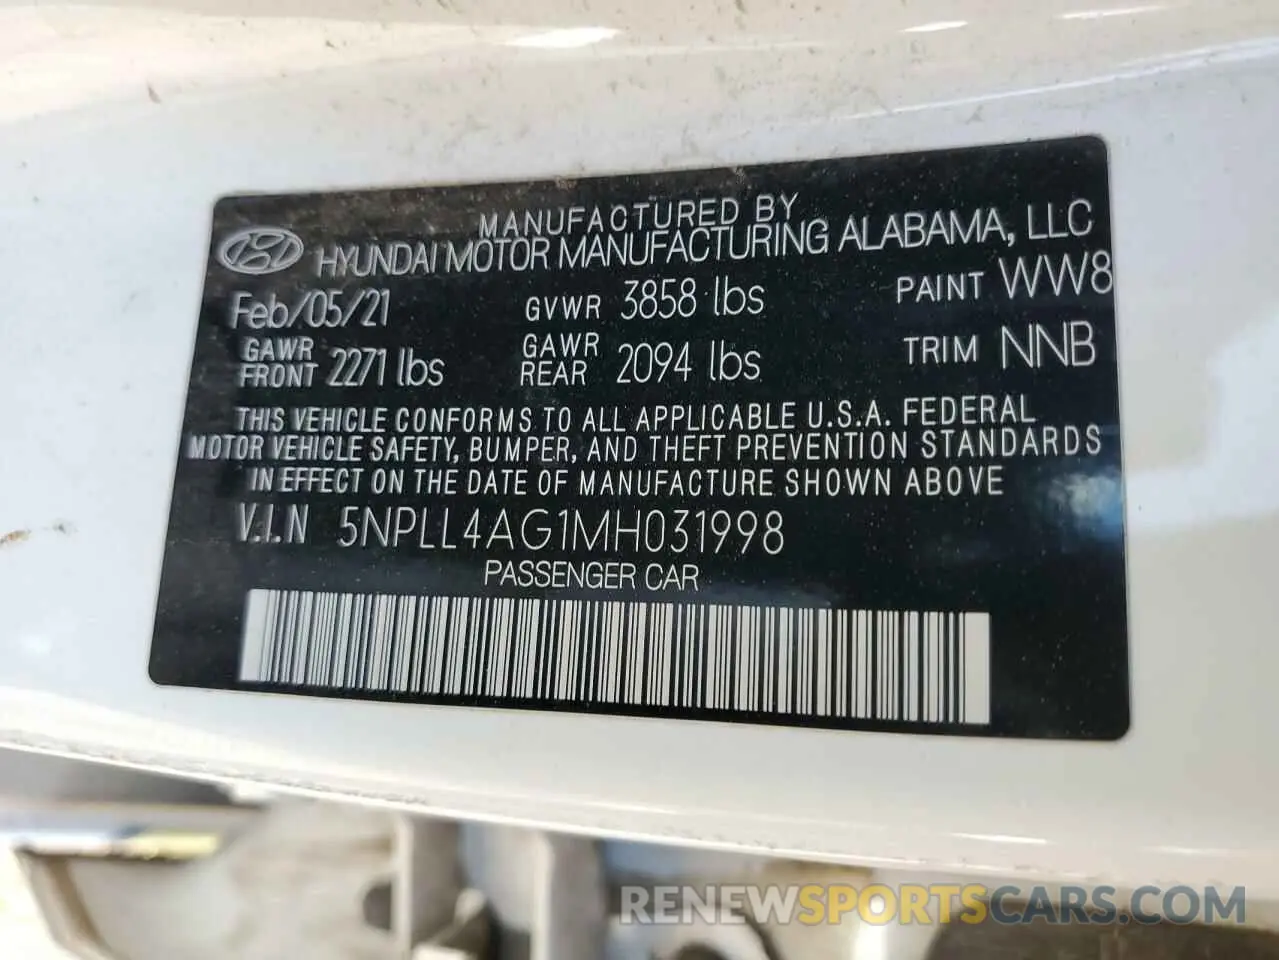 MANUFACTURED BY
HYUNDAI MOTOR MANUFACTURING ALABAMA, LLC
Feb/05/21 GVWR 3858 lbs PAINT WW8
GAWR FRONT 2271 lbs GAWR REAR 2094 lbs TRIM NNB
THIS VEHICLE CONFORMS TO ALL APPLICABLE U.S.A. FEDERAL
MOTOR VEHICLE SAFETY, BUMPER, AND THEFT PREVENTION STANDARDS
IN EFFECT ON THE DATE OF MANUFACTURE SHOWN ABOVE
V.I.N 5NPLL4AG1MH031998
PASSENGER CAR
RENEWSPORTSCARS.COM